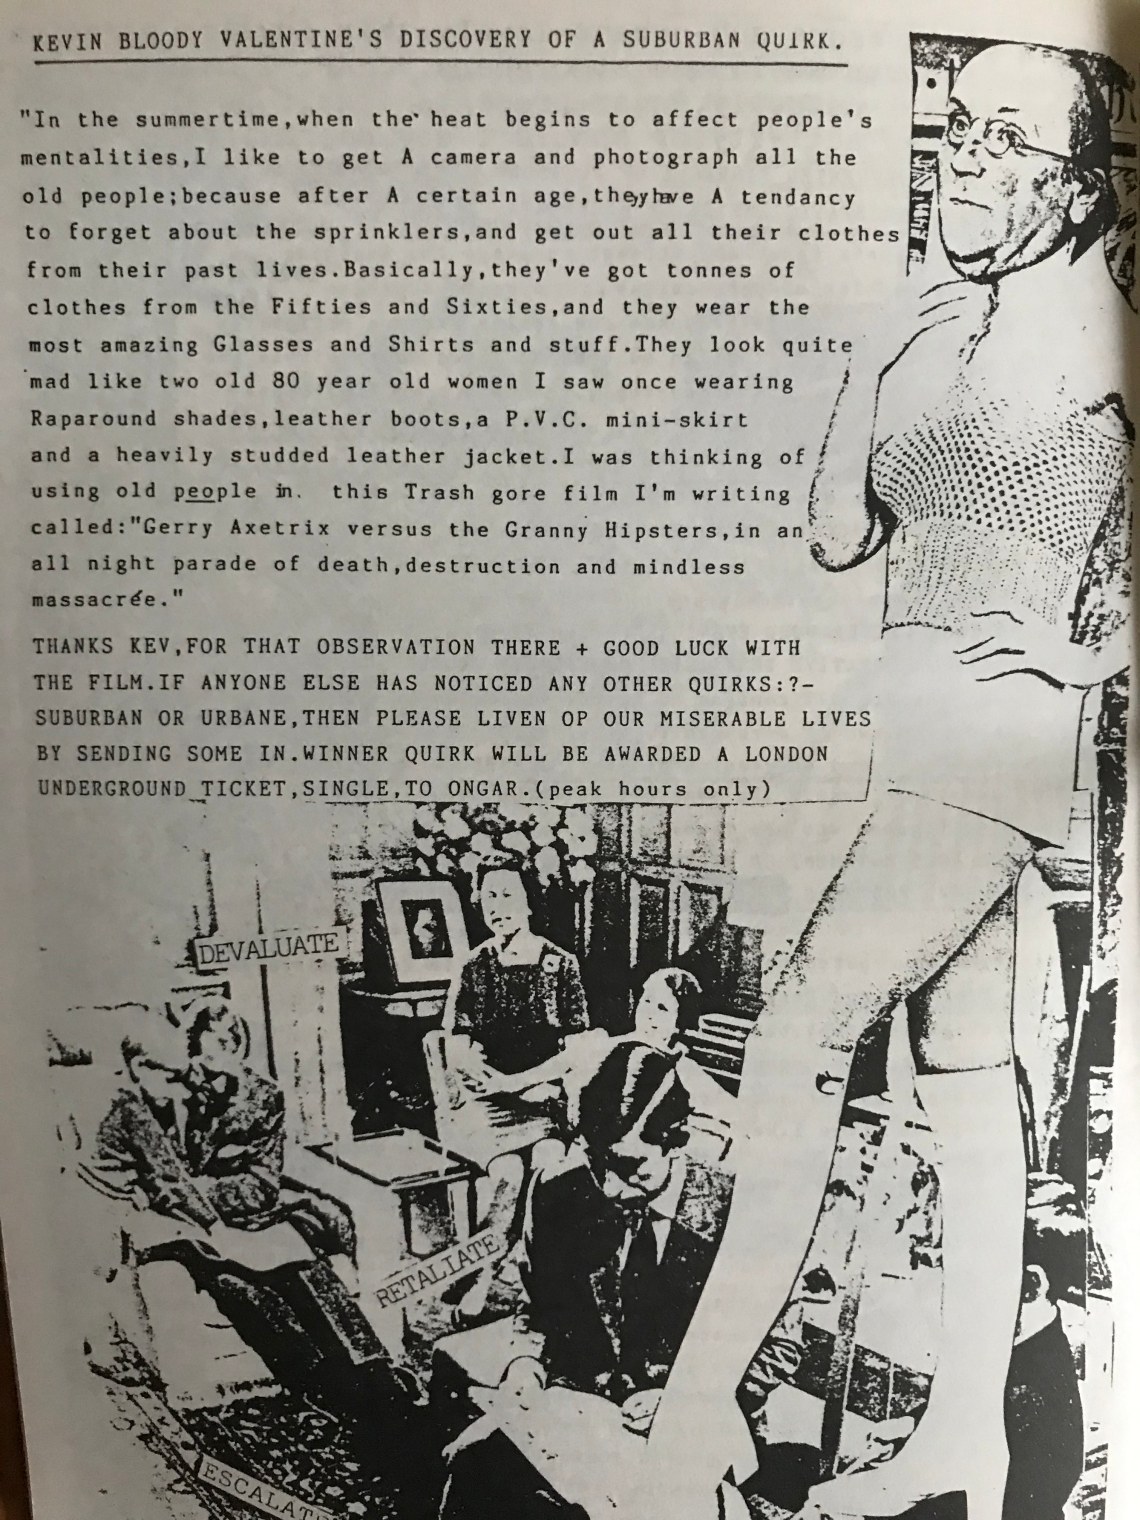 KEVIN BLOODY VALENTINE'S DISCOVERY OF A SUBURBAN QUIRK.
"In the summertime,when the heat begins to affect people's
mentalities,I like to get A camera and photograph all the
old people;because after A certain age,they have A tendancy
to forget about the sprinklers,and get out all their clothes
from their past lives.Basically,they've got tonnes of
clothes from the Fifties and Sixties,and they wear the
most amazing Glasses and Shirts and stuff.They look quite
mad like two old 80 year old women I saw once wearing
Raparound shades,leather boots,a P.V.C. mini-skirt
and a heavily studded leather jacket.I was thinking of
using old people in. this Trash gore film I'm writing
called:"Gerry Axetrix versus the Granny Hipsters,in an
all night parade of death,destruction and mindless
massacrée."
THANKS KEV,FOR THAT OBSERVATION THERE + GOOD LUCK WITH
THE FILM.IF ANYONE ELSE HAS NOTICED ANY OTHER QUIRKS:?-
SUBURBAN OR URBANE,THEN PLEASE LIVEN OP OUR MISERABLE LIVES
BY SENDING SOME IN.WINNER QUIRK WILL BE AWARDED A LONDON
UNDERGROUND TICKET,SINGLE,TO ONGAR.(peak hours only)
DEVALUATE
RETALIATE
ESCALAT